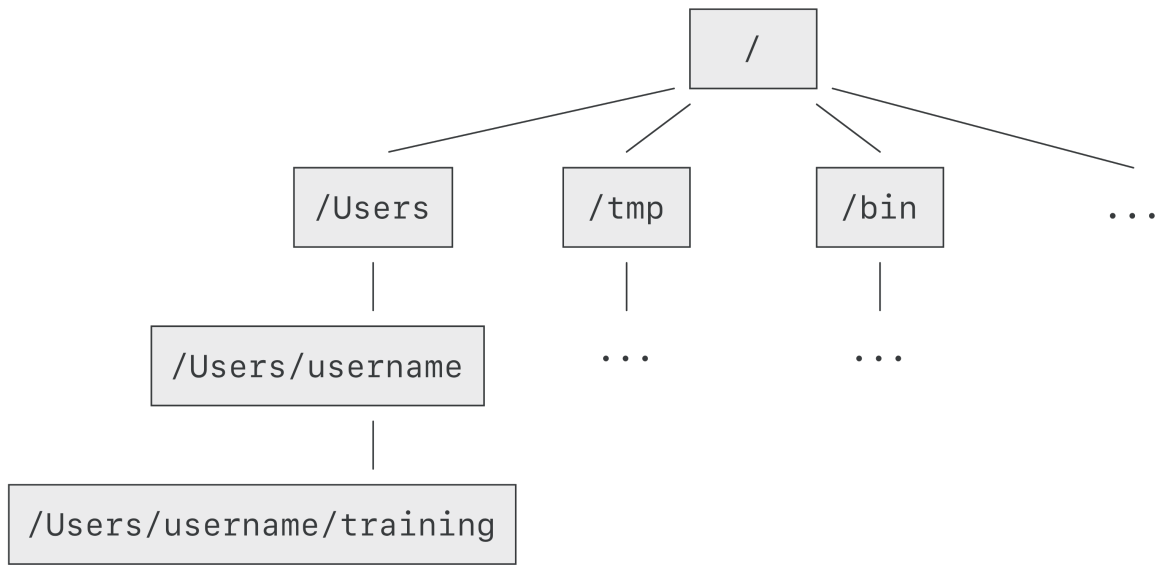 /
/Users
/tmp
/bin
...
/Users/username
...
...
/Users/username/training